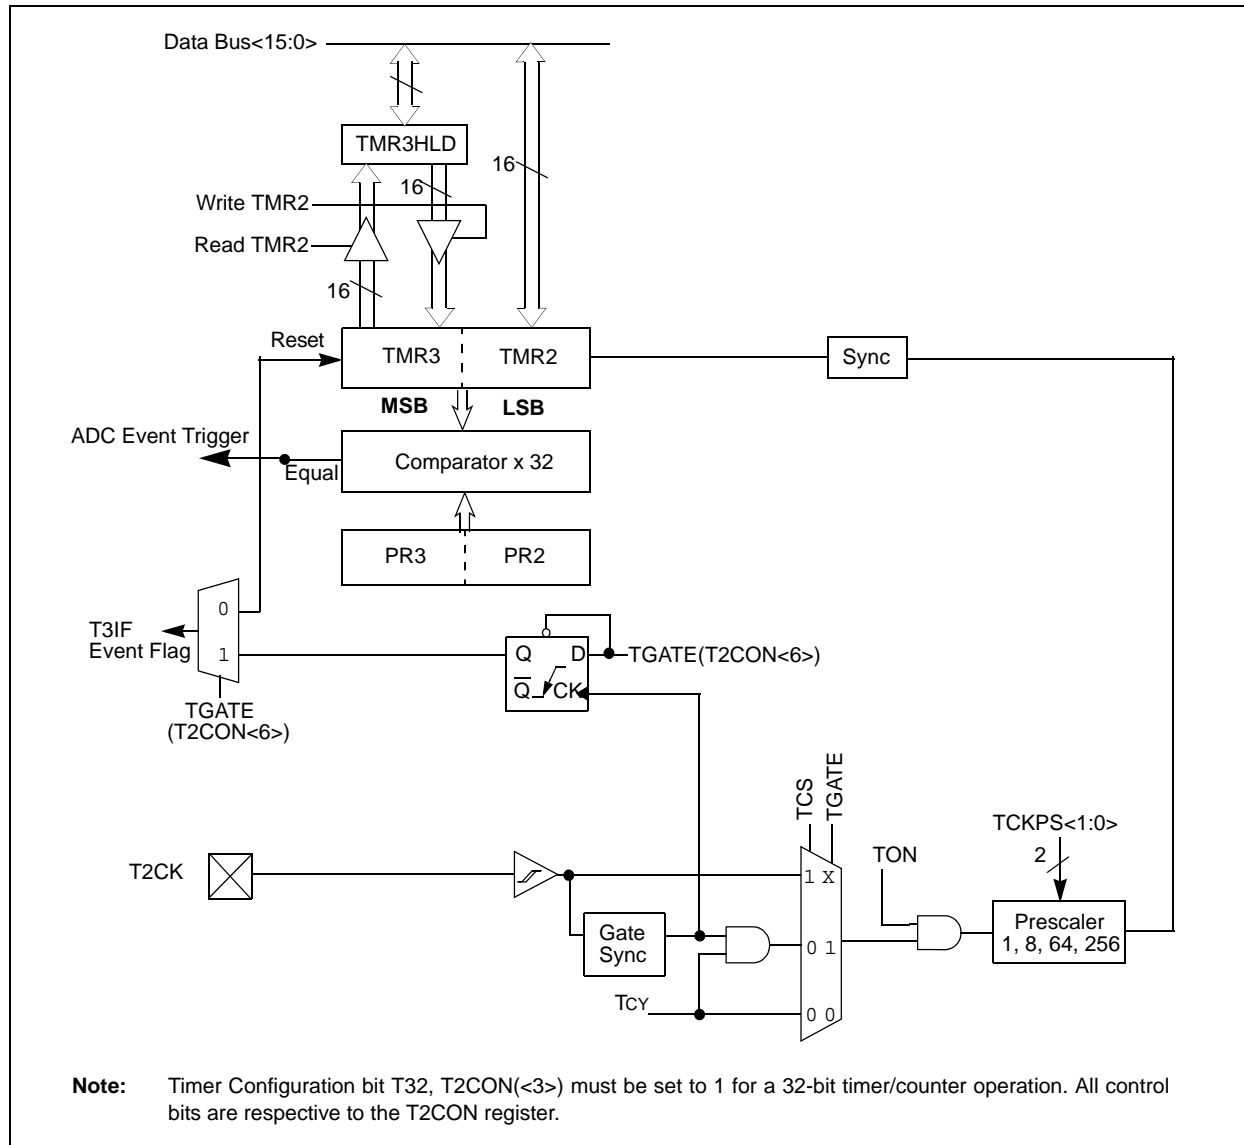 Data Bus<15:0>
TMR3HLD
16
16
Write TMR2
Read TMR2
16
Reset
TMR3
TMR2
Sync
MSB
LSB
ADC Event Trigger
Equal
Comparator x 32
PR3
PR2
0
1
T3IF
Event Flag
Q
D
TGATE(T2CON<6>)
Q
CK
TGATE
(T2CON<6>)
TCS
TGATE
TCKPS<1:0>
2
TON
T2CK
1 X
Gate
Sync
0 1
Prescaler
1, 8, 64, 256
TCY
0 0
Note: Timer Configuration bit T32, T2CON(<3>) must be set to 1 for a 32-bit timer/counter operation. All control
bits are respective to the T2CON register.